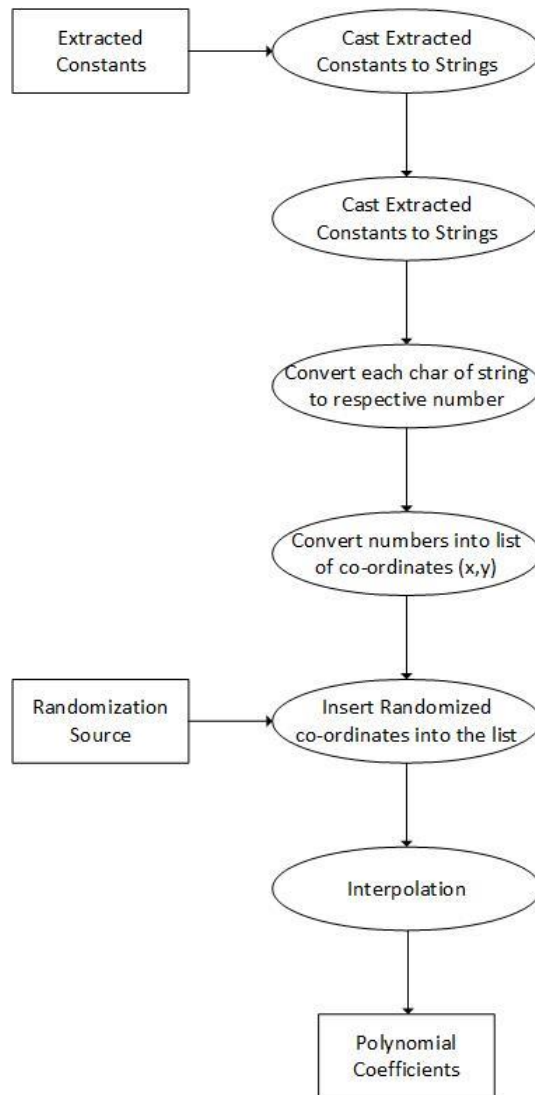 Extracted
Constants
Cast Extracted
Constants to Strings
Cast Extracted
Constants to Strings
Convert each char of string
to respective number
Convert numbers into list
of co-ordinates (x,y)
Randomization
Source
Insert Randomized
co-ordinates into the list
Interpolation
Polynomial
Coefficients